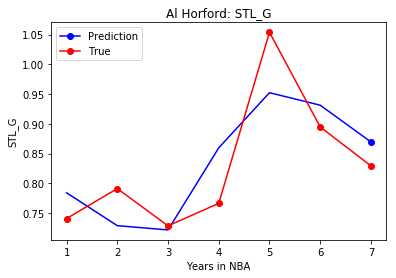 Al Horford: STL_G
Prediction
True
STL_G
1.05
1.00
0.95
0.90
0.85
0.80
0.75
1 2 3 4 5 6 7
Years in NBA